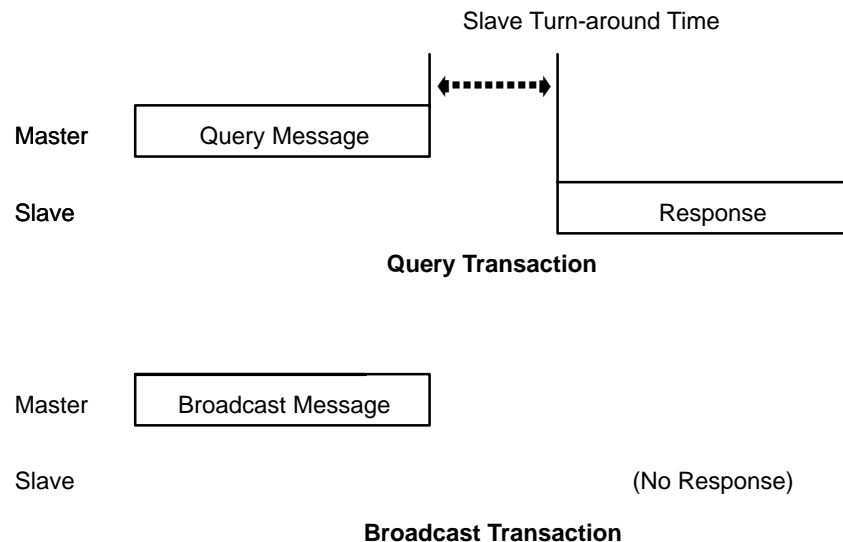 Slave Turn-around Time
Master
Query Message
Slave
Response
Query Transaction
Master
Broadcast Message
Slave
(No Response)
Broadcast Transaction